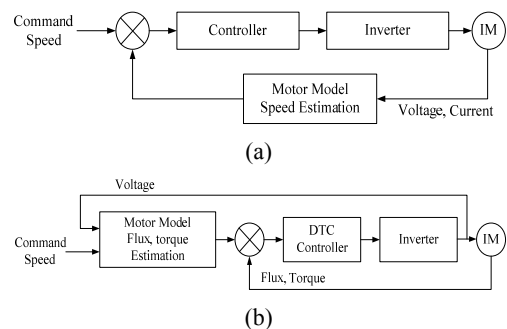 Command
Speed
Controller
Inverter
IM
Motor Model
Speed Estimation
Voltage, Current
(a)
Voltage
Motor Model
Flux, torque
Estimation
Command
Speed
DTC
Controller
Inverter
IM
Flux, Torque
(b)